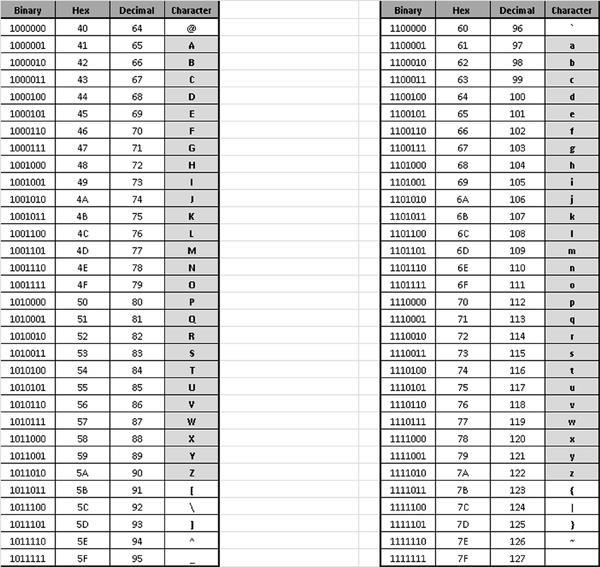 Binary Hex Decimal Character Binary Hex Decimal Character
1000000 40 64 @ 1100000 60 96 `
1000001 41 65 A 1100001 61 97 a
1000010 42 66 B 1100010 62 98 b
1000011 43 67 C 1100011 63 99 c
1000100 44 68 D 1100100 64 100 d
1000101 45 69 E 1100101 65 101 e
1000110 46 70 F 1100110 66 102 f
1000111 47 71 G 1100111 67 103 g
1001000 48 72 H 1101000 68 104 h
1001001 49 73 I 1101001 69 105 i
1001010 4A 74 J 1101010 6A 106 j
1001011 4B 75 K 1101011 6B 107 k
1001100 4C 76 L 1101100 6C 108 l
1001101 4D 77 M 1101101 6D 109 m
1001110 4E 78 N 1101110 6E 110 n
1001111 4F 79 O 1101111 6F 111 o
1010000 50 80 P 1110000 70 112 p
1010001 51 81 Q 1110001 71 113 q
1010010 52 82 R 1110010 72 114 r
1010011 53 83 S 1110011 73 115 s
1010100 54 84 T 1110100 74 116 t
1010101 55 85 U 1110101 75 117 u
1010110 56 86 V 1110110 76 118 v
1010111 57 87 W 1110111 77 119 w
1011000 58 88 X 1111000 78 120 x
1011001 59 89 Y 1111001 79 121 y
1011010 5A 90 Z 1111010 7A 122 z
1011011 5B 91 [ 1111011 7B 123 {
1011100 5C 92 \ 1111100 7C 124 |
1011101 5D 93 ] 1111101 7D 125 }
1011110 5E 94 ^ 1111110 7E 126 ~
1011111 5F 95 _ 1111111 7F 127